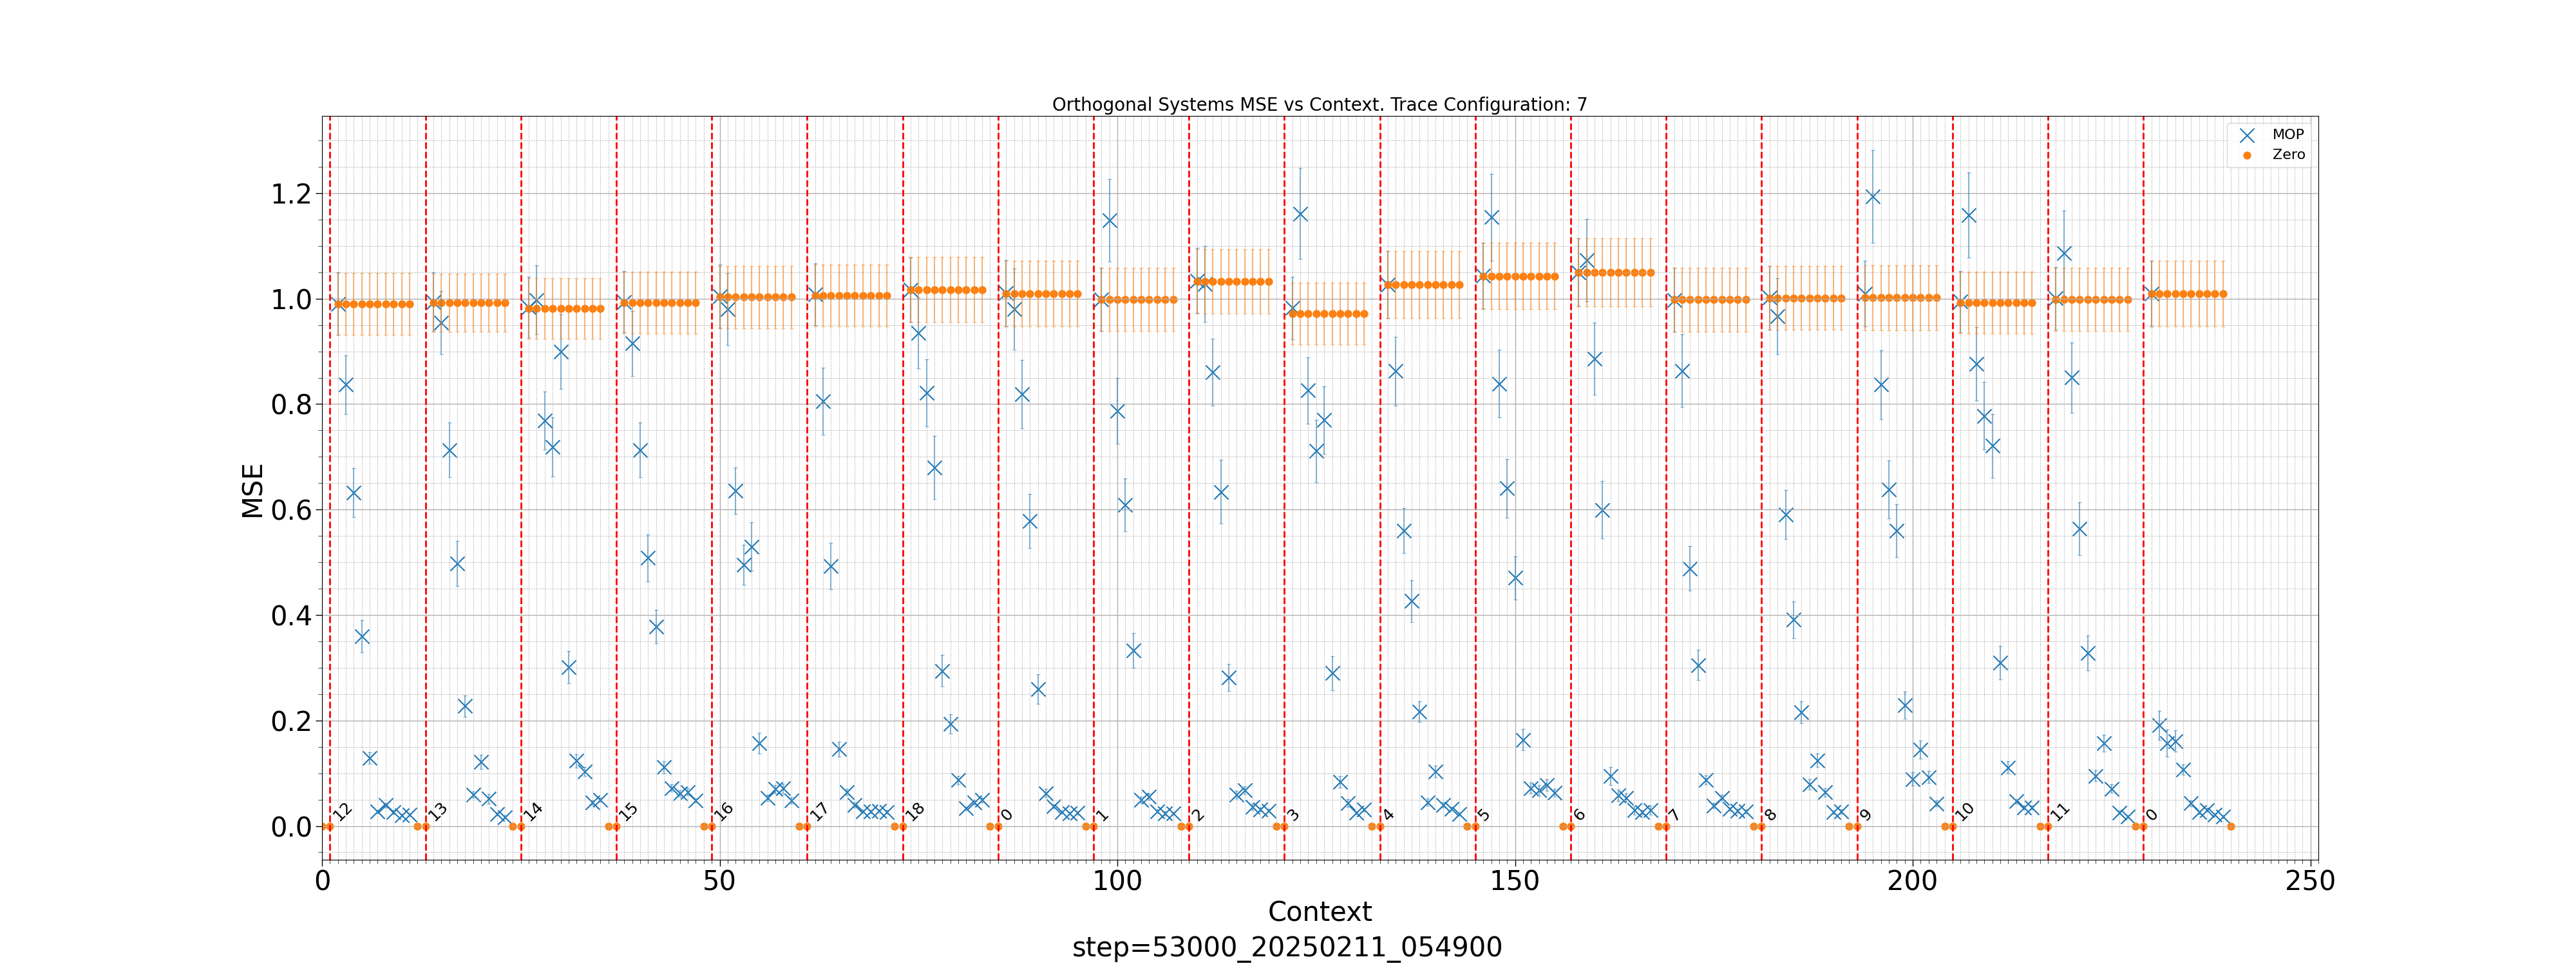 Orthogonal Systems MSE vs Context. Trace Configuration: 7
MOP
Zero
MSE
1.2
1.0
0.8
0.6
0.4
0.2
0.0
12 13 14 15 16 17 18 0 1 2 3 4 5 6 7 8 9 10 11 0
0 50 100 150 200 250
Context
step=53000_20250211_054900